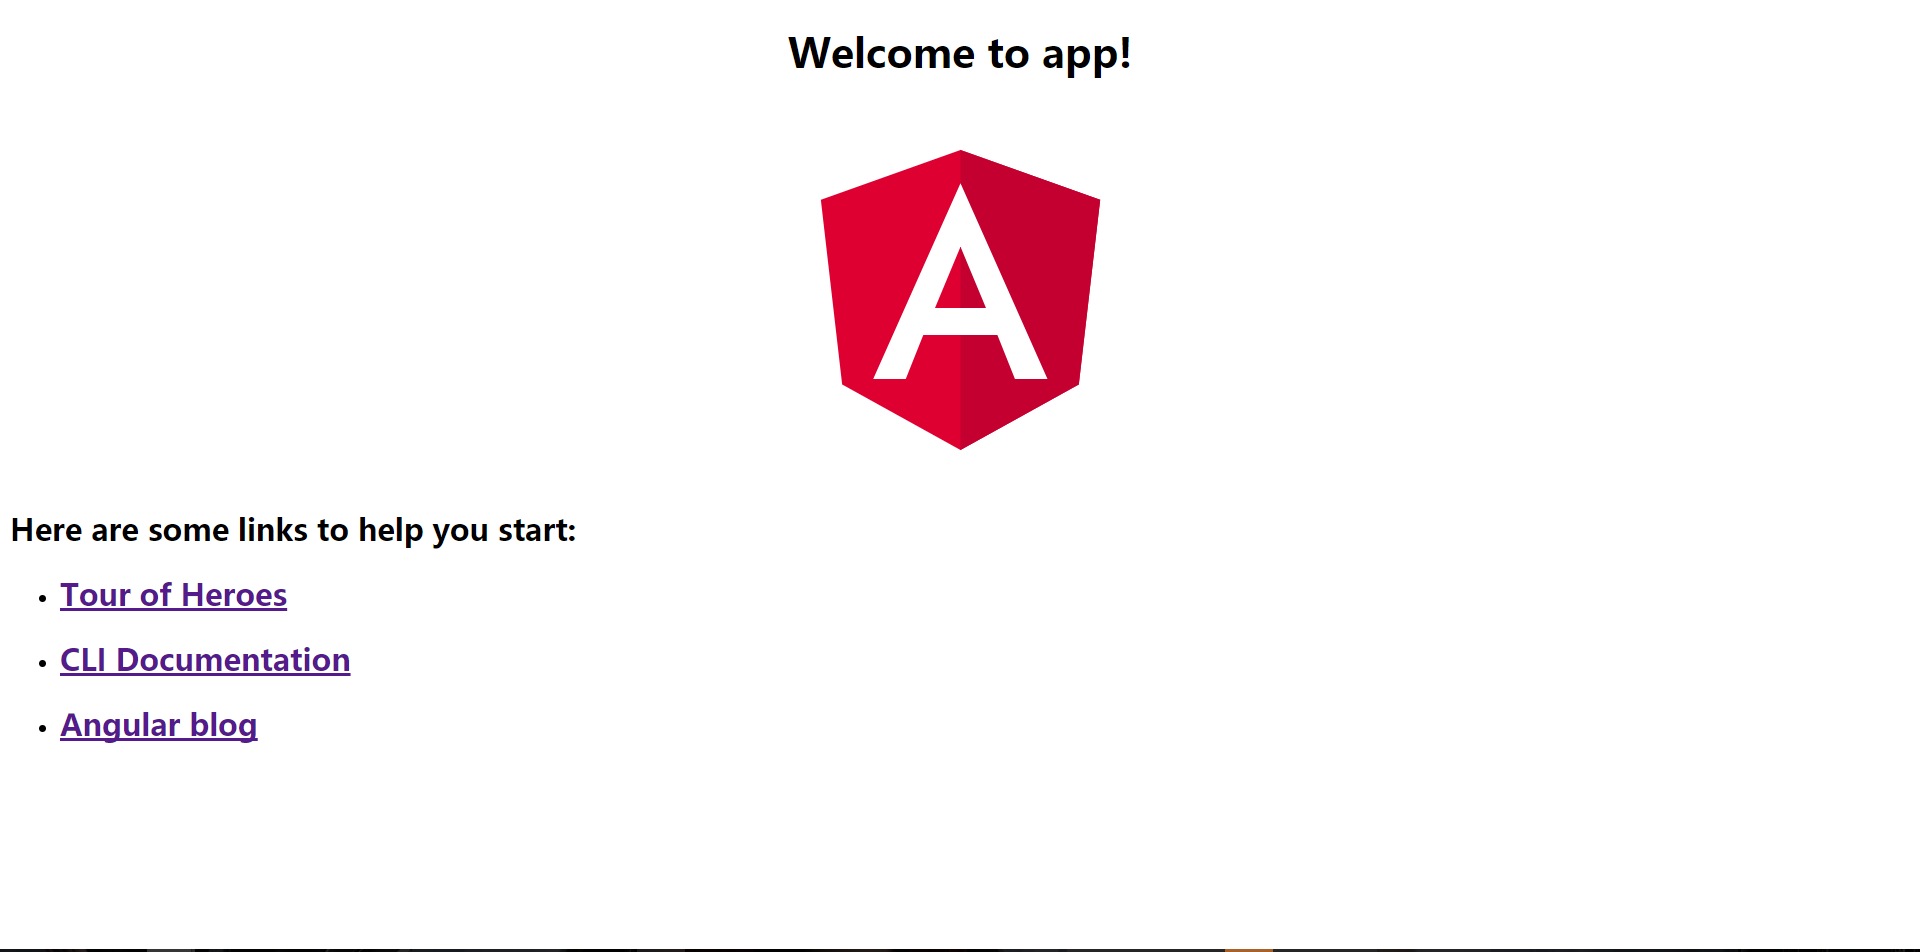 Welcome to app!
A
Here are some links to help you start:
Tour of Heroes
CLI Documentation
Angular blog